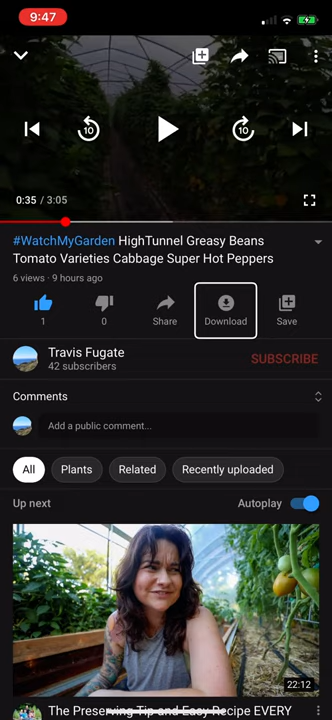 9:47
10
10
0:35 / 3:05
#WatchMyGarden HighTunnel Greasy Beans
Tomato Varieties Cabbage Super Hot Peppers
6 views · 9 hours ago
1
0
Share
Download
Save
Travis Fugate
42 subscribers
SUBSCRIBE
Comments
Add a public comment...
All
Plants
Related
Recently uploaded
Up next
Autoplay
22:12
The Preserving Tip and Easy Recipe EVERY